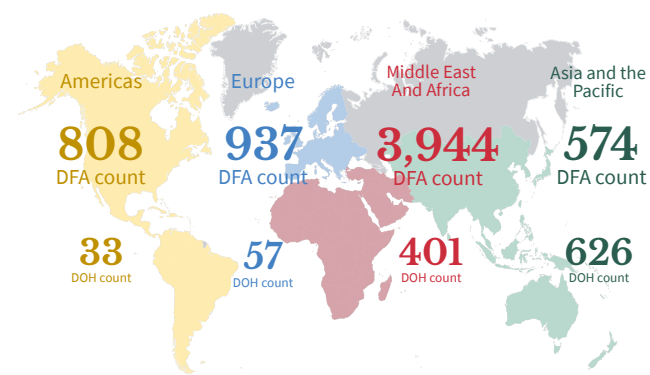 Americas
808
DFA count
33
DOH count
Europe
937
DFA count
57
DOH count
Middle East
And Africa
3,944
DFA count
401
DOH count
Asia and the
Pacific
574
DFA count
626
DOH count